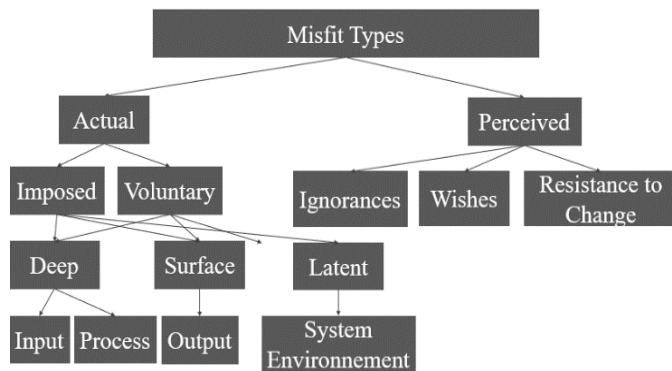 Misfit Types
Actual
Perceived
Imposed
Voluntary
Ignorances
Wishes
Resistance to
Change
Deep
Surface
Latent
Input
Process
Output
System
Environnement